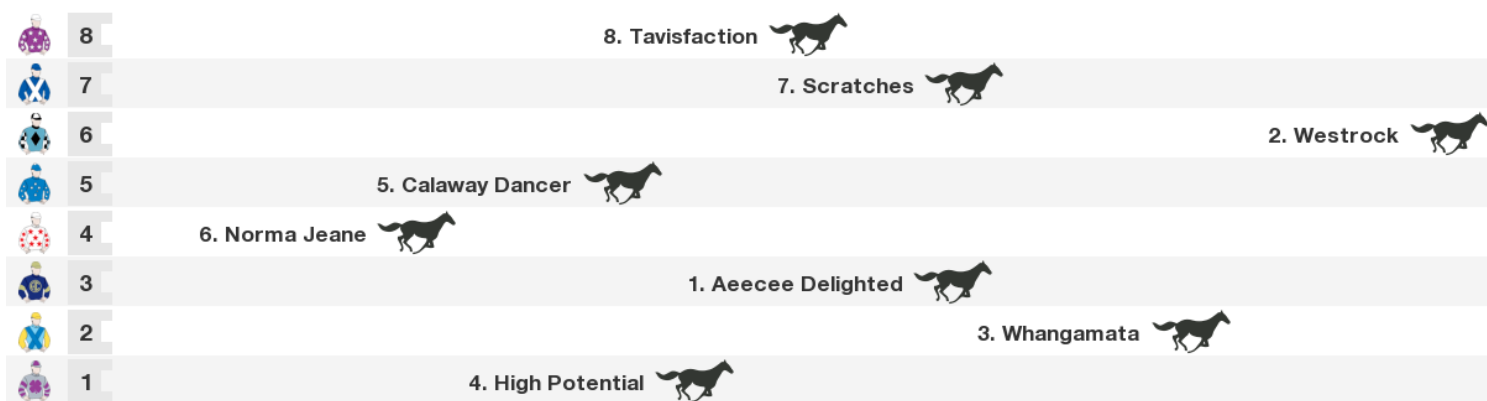 8 8. Tavisfaction
7 7. Scratches
6 2. Westrock
5 5. Calaway Dancer
4 6. Norma Jeane
3 1. Aeecee Delighted
2 3. Whangamata
1 4. High Potential